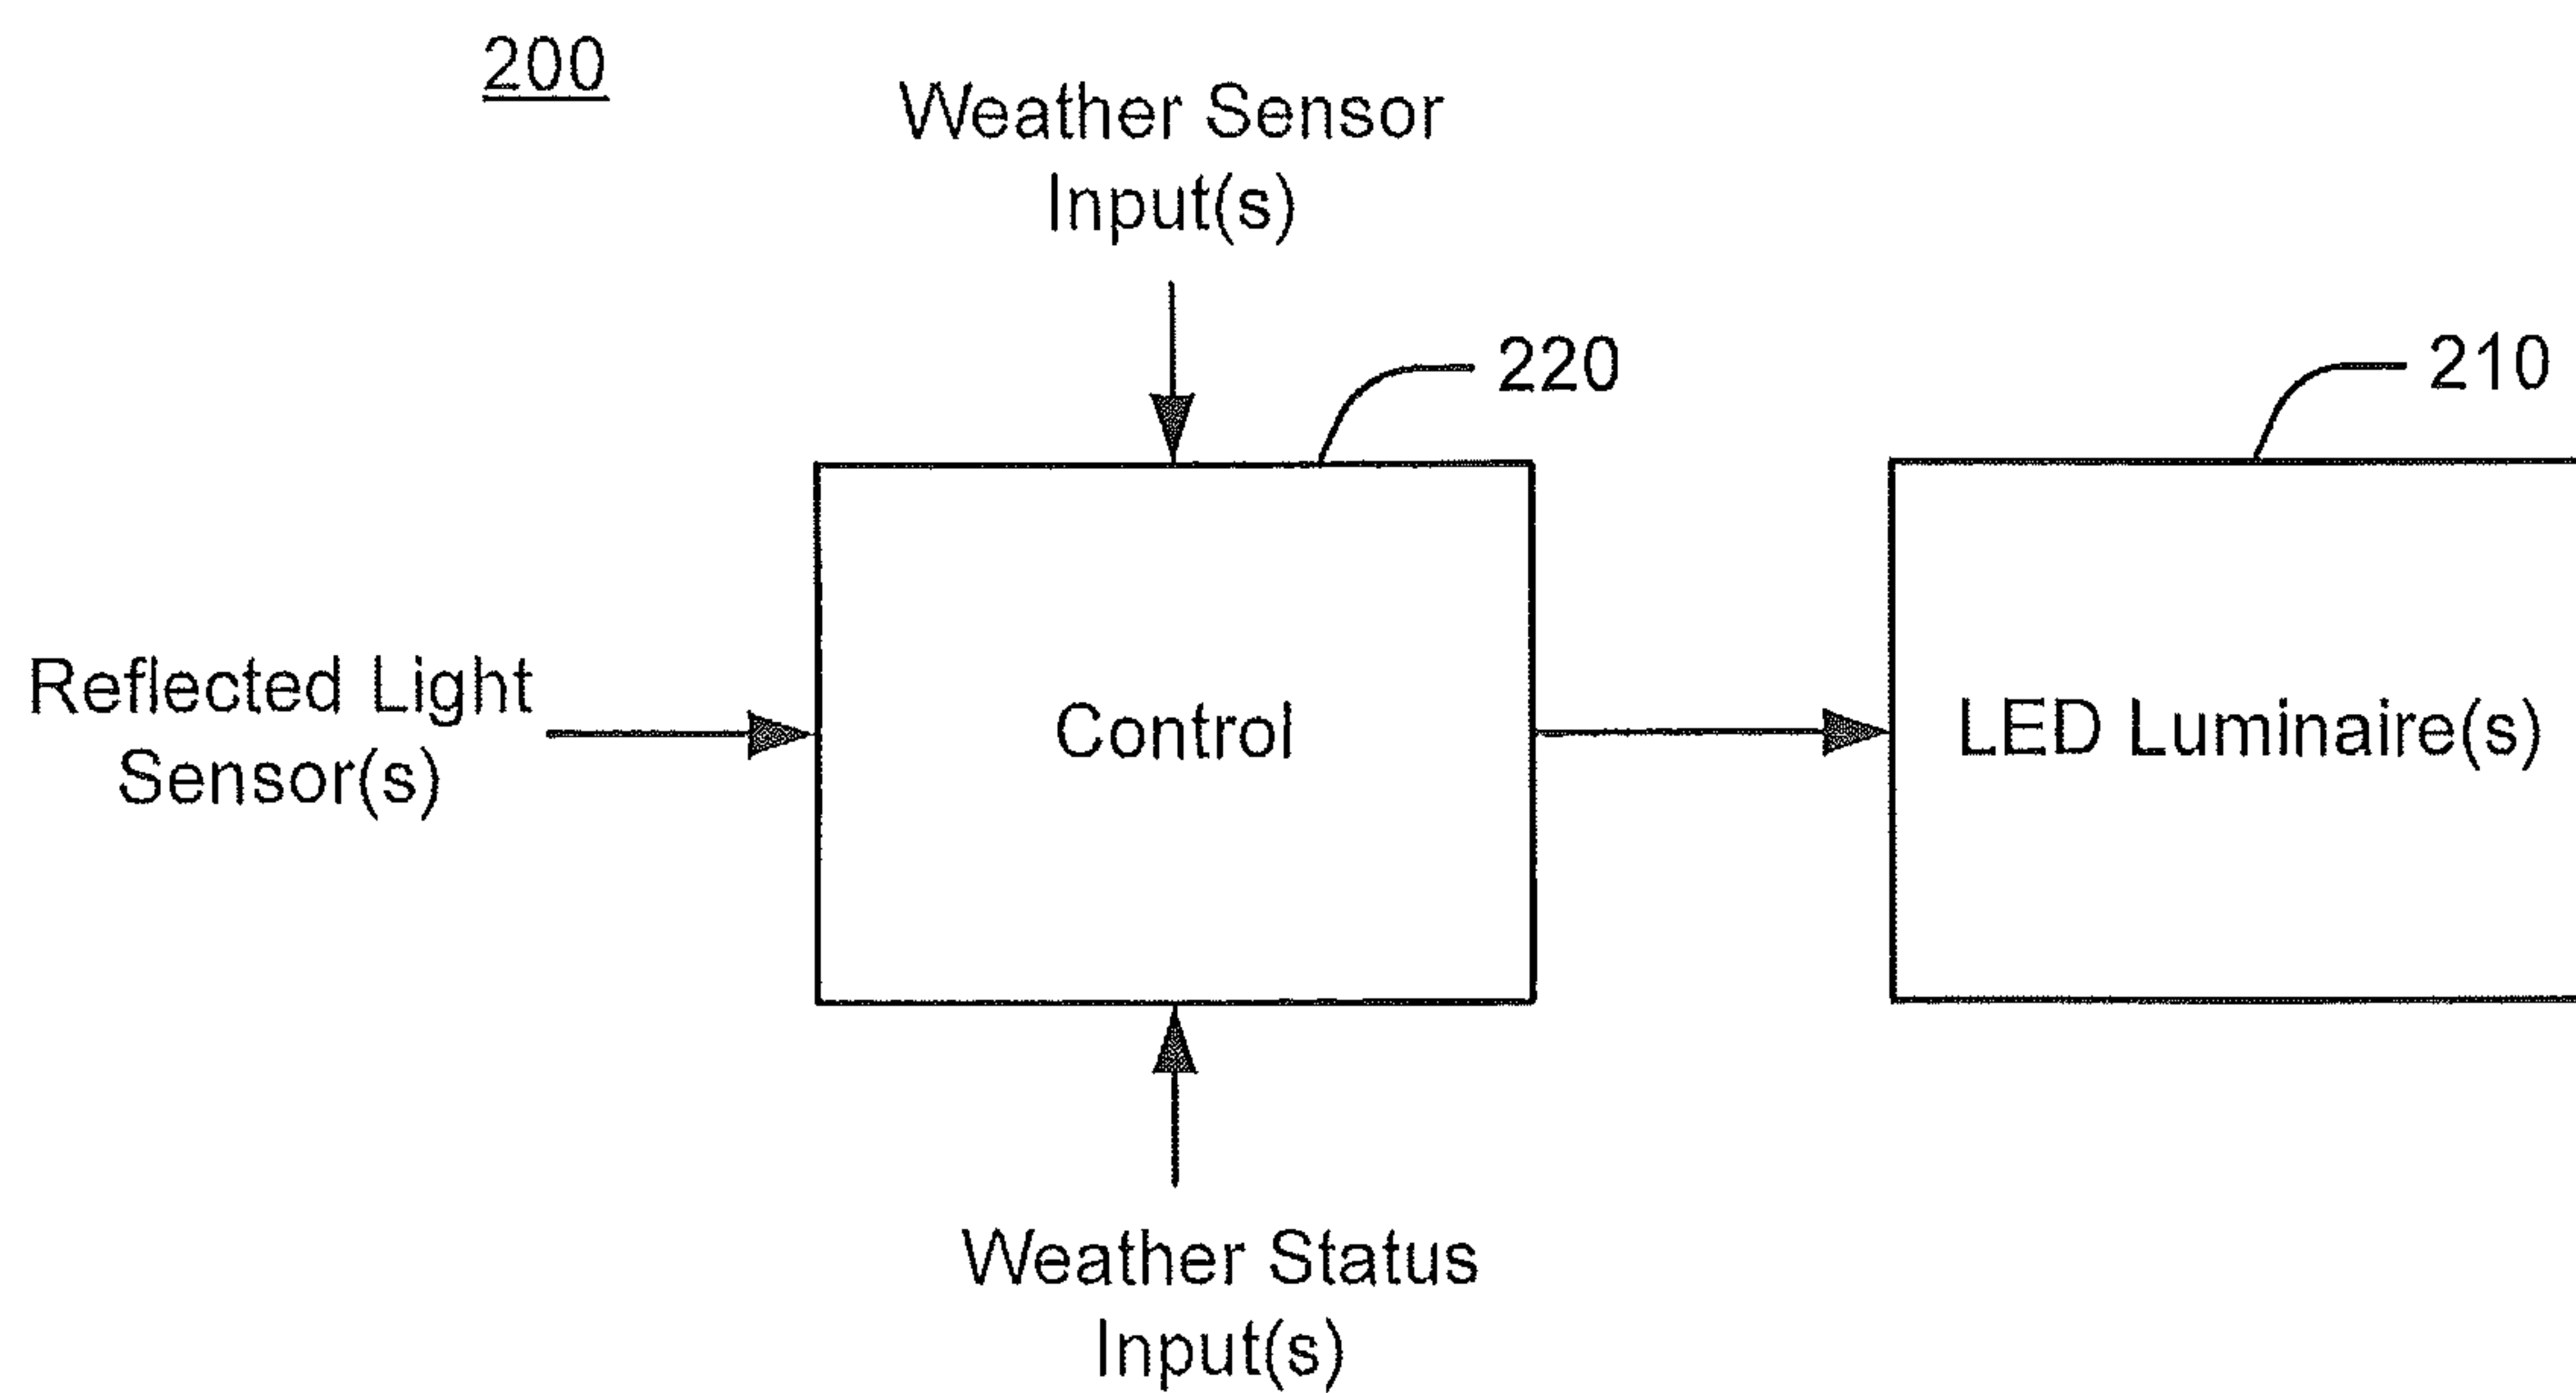 200
Weather Sensor
Input(s)
220
210
Reflected Light
Sensor(s)
Control
LED Luminaire(s)
Weather Status
Input(s)